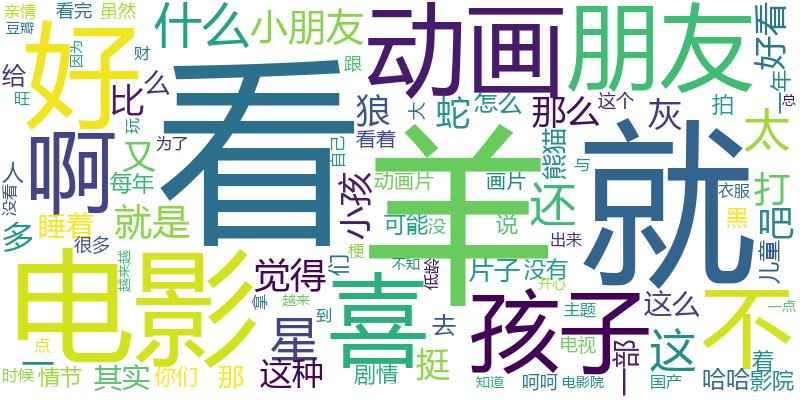 亲情 看完 虽然
豆瓣
因为
什么
小朋友
动画
朋友
好看
一年
总
给
旺
好
财
么
比
跟
狼
蛇
怎么
那么
这个
灰
拍
看
羊
就
大
太
玩
为了
自己
看着
啊
又
人
没看
每年
小孩
动画片
画片
熊猫
与
还
衣服
打
黑
吧
儿童
多
睡着
就是
可能
没
说
出来
很多
越来越
们
梗
不知
低龄
片子
没有
电影
觉得
喜
孩子
不
拿
越来
开心
主题
这么
一点
星
到
去
一
点
挺
电视
一部
这
着
时候
情节
其实
你们
那
这种
剧情
知道
呵呵
电影院
国产
哈哈
影院